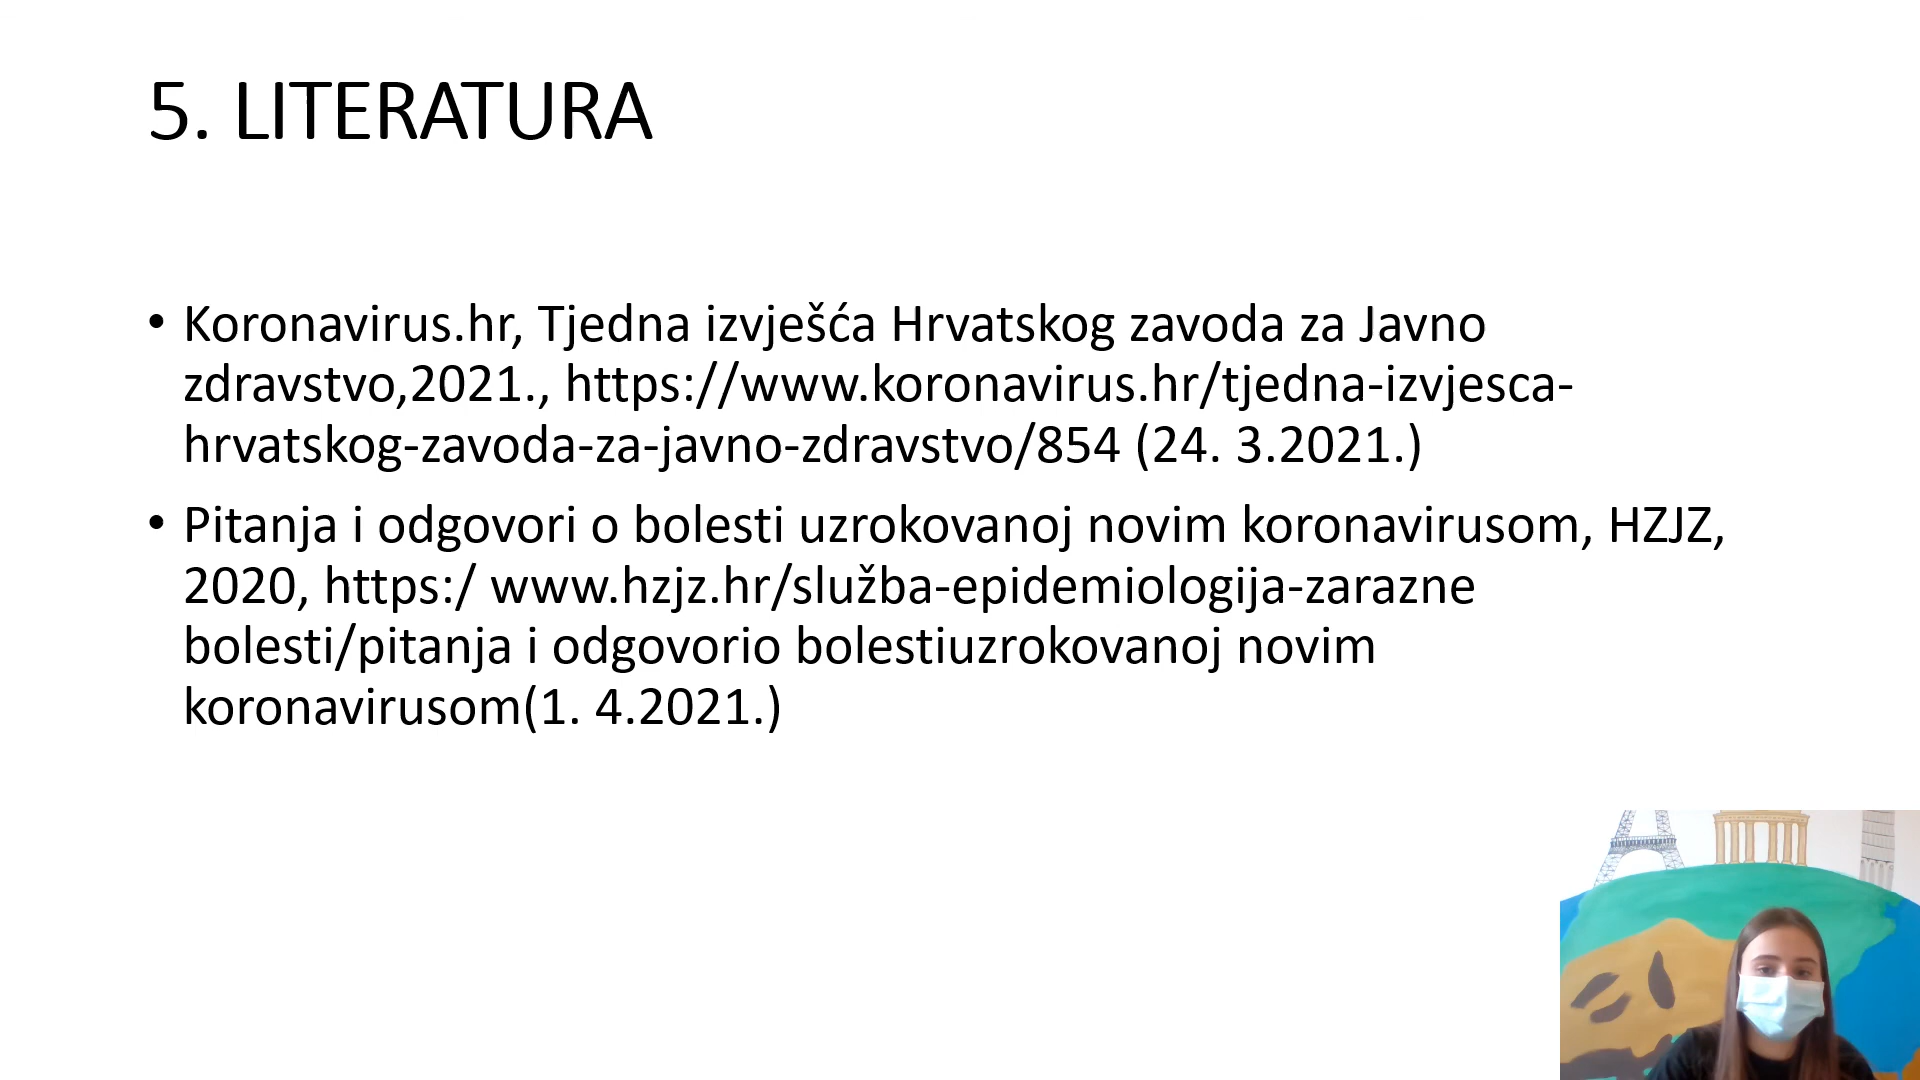 5. LITERATURA
• Koronavirus.hr, Tjedna izvješća Hrvatskog zavoda za Javno
zdravstvo,2021., https://www.koronavirus.hr/tjedna-izvjesca-
hrvatskog-zavoda-za-javno-zdravstvo/854 (24. 3.2021.)
• Pitanja i odgovori o bolesti uzrokovanoj novim koronavirusom, HZJZ,
2020, https:/ www.hzjz.hr/služba-epidemiologija-zarazne
bolesti/pitanja i odgovorio bolestiuzrokovanoj novim
koronavirusom(1. 4.2021.)